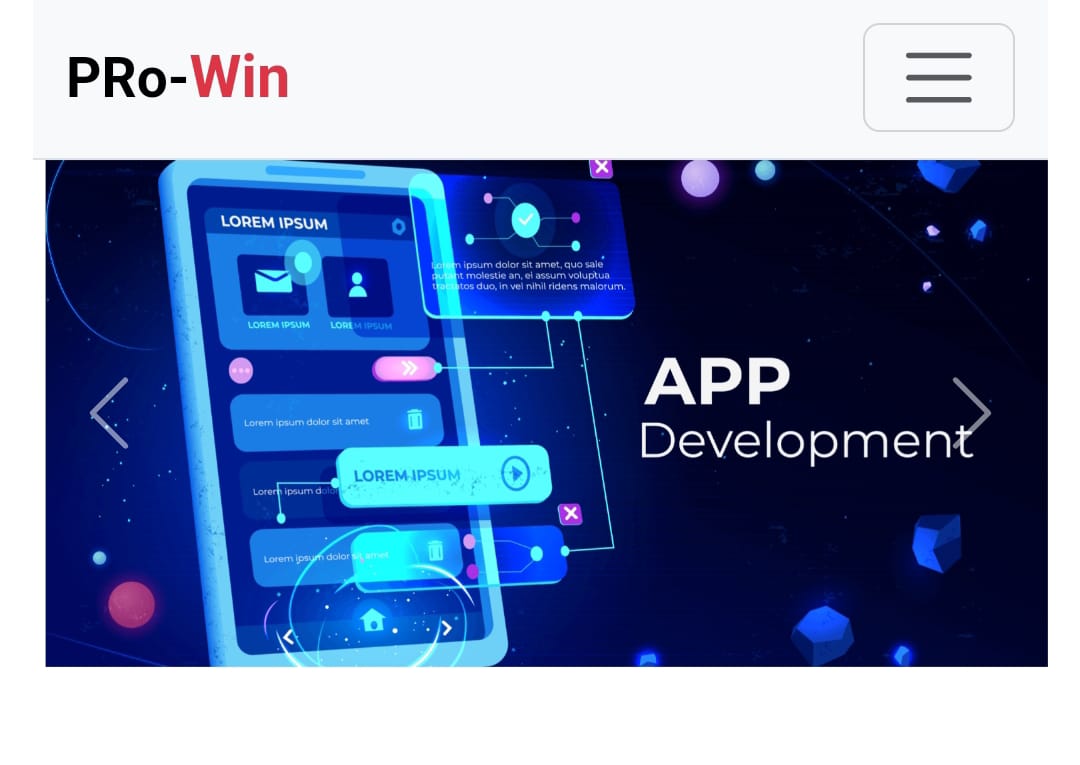 PRo-Win
LOREM IPSUM
LOREM IPSUM
LOREM IPSUM
Lorem ipsum dolor sit amet, quo sale
putant molestie an, ei assum voluptua
tractatos duo, in vel nihil ridens malorum.
APP
Development
Lorem ipsum dolor sit amet
LOREM IPSUM
Lorem ipsum dolor
Lorem ipsum dolor sit amet